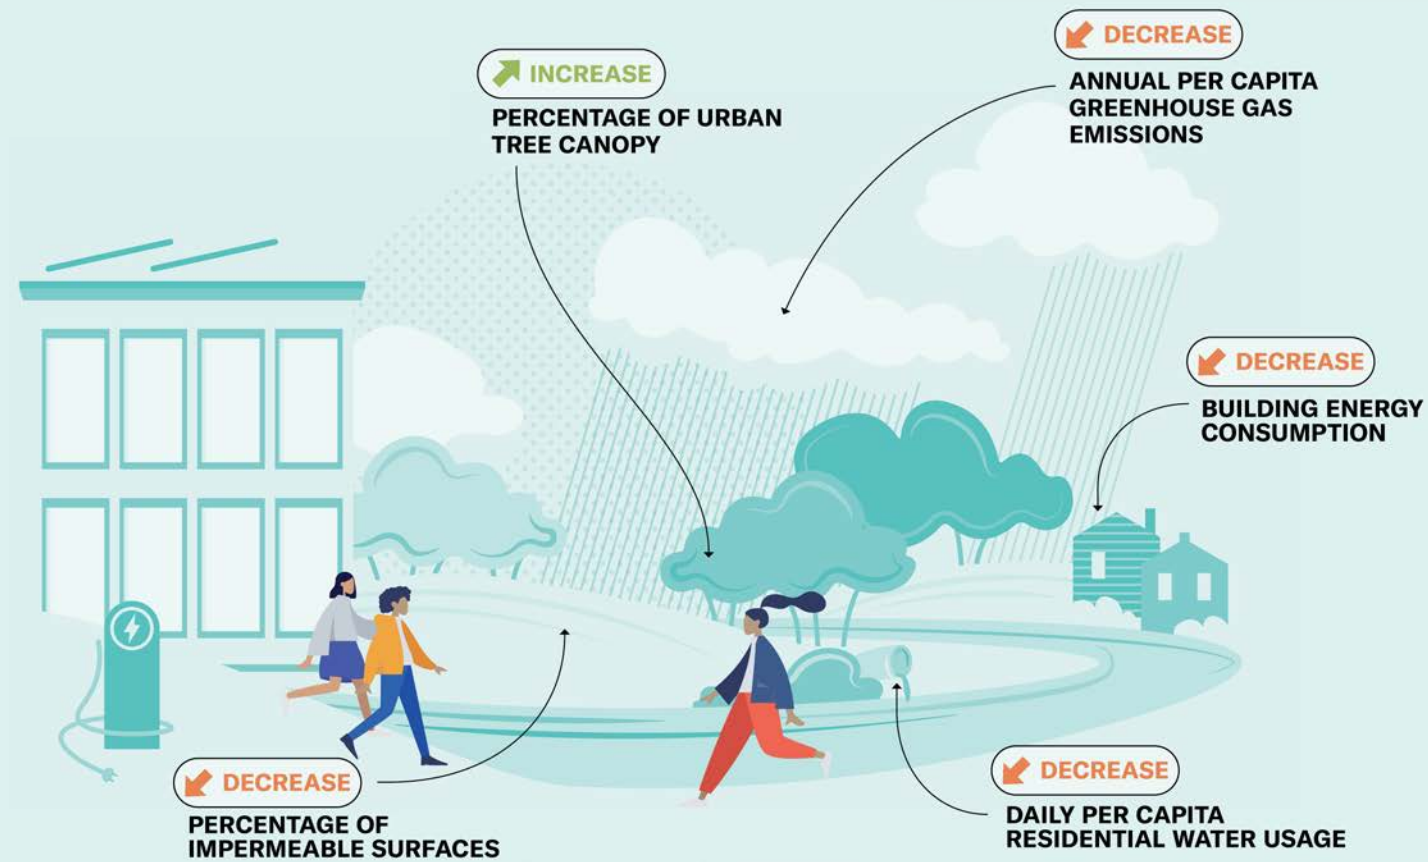 INCREASE
PERCENTAGE OF URBAN
TREE CANOPY
DECREASE
ANNUAL PER CAPITA
GREENHOUSE GAS
EMISSIONS
DECREASE
BUILDING ENERGY
CONSUMPTION
DECREASE
PERCENTAGE OF
IMPERMEABLE SURFACES
DECREASE
DAILY PER CAPITA
RESIDENTIAL WATER USAGE